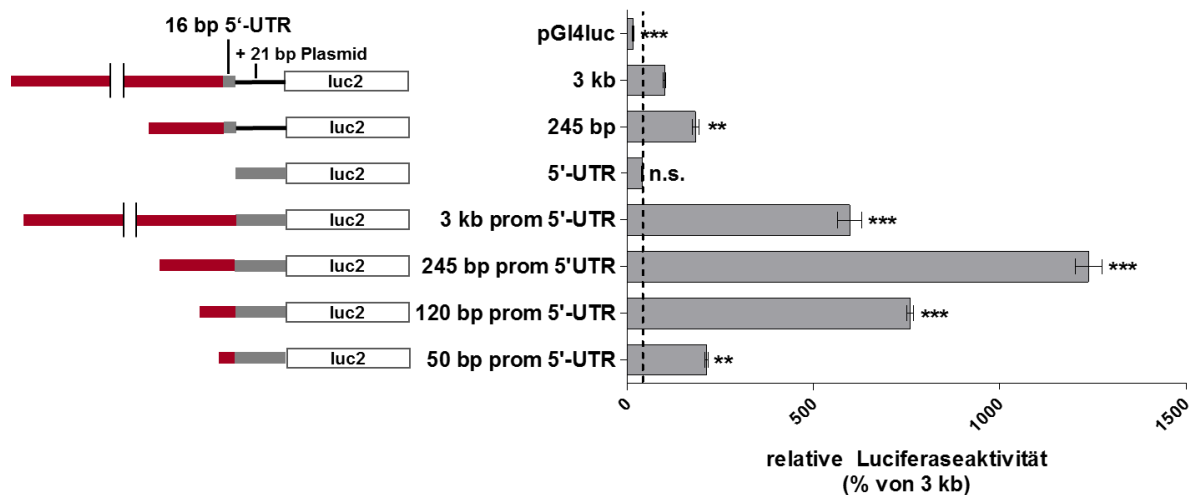 16 bp 5‘-UTR
+ 21 bp Plasmid
luc2
luc2
luc2
luc2
luc2
luc2
luc2
pGl4luc
***
3 kb
245 bp
**
5'-UTR
n.s.
3 kb prom 5'-UTR
***
245 bp prom 5'UTR
***
120 bp prom 5'-UTR
***
50 bp prom 5'-UTR
**
0
500
1000
1500
relative Luciferaseaktivität
(% von 3 kb)